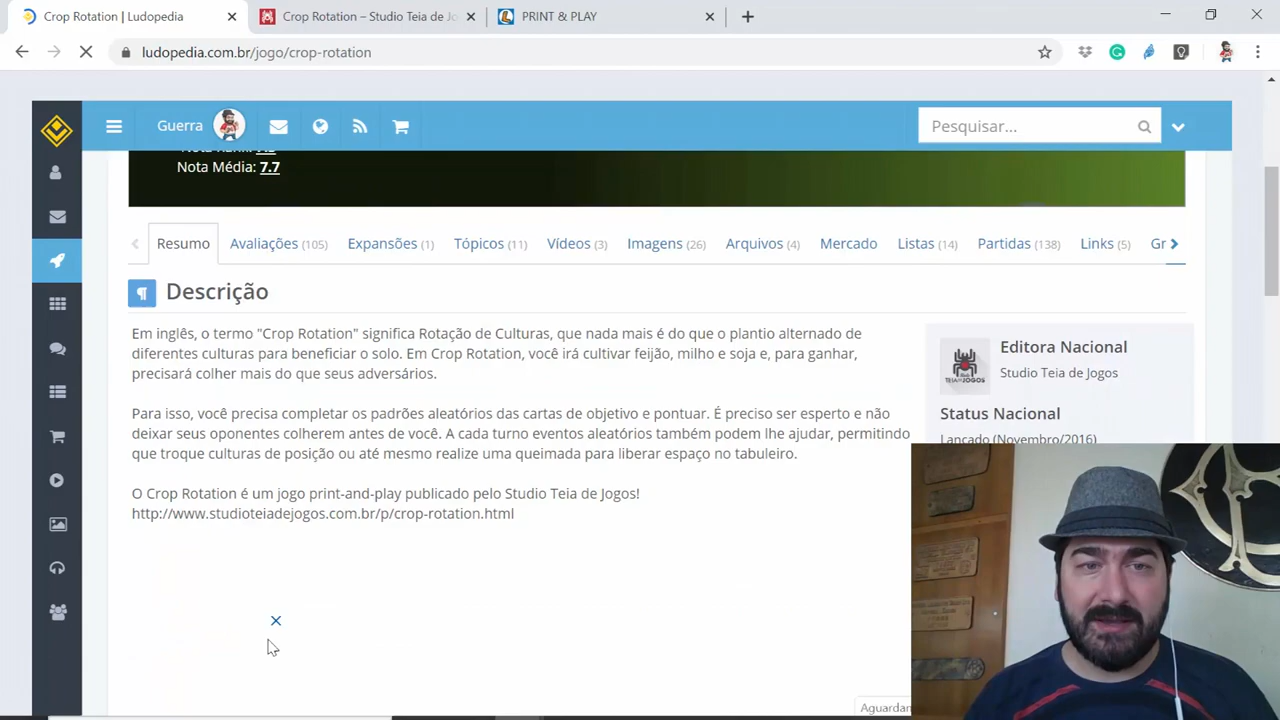 Crop Rotation | Ludopedia
Crop Rotation – Studio Teia de Jo
PRINT & PLAY
ludopedia.com.br/jogo/crop-rotation
Guerra
Pesquisar...
Nota Média: 7.7
Resumo Avaliações (105) Expansões (1) Tópicos (11) Vídeos (3) Imagens (26) Arquivos (4) Mercado Listas (14) Partidas (138) Links (5) Gr
Descrição
Em inglês, o termo "Crop Rotation" significa Rotação de Culturas, que nada mais é do que o plantio alternado de
diferentes culturas para beneficiar o solo. Em Crop Rotation, você irá cultivar feijão, milho e soja e, para ganhar,
precisará colher mais do que seus adversários.
Para isso, você precisa completar os padrões aleatórios das cartas de objetivo e pontuar. É preciso ser esperto e não
deixar seus oponentes colherem antes de você. A cada turno eventos aleatórios também podem lhe ajudar, permitindo
que troque culturas de posição ou até mesmo realize uma queimada para liberar espaço no tabuleiro.
O Crop Rotation é um jogo print-and-play publicado pelo Studio Teia de Jogos!
http://www.studioteiadejogos.com.br/p/crop-rotation.html
Editora Nacional
TEIA DE JOGOS
Studio Teia de Jogos
Status Nacional
Lançado (Novembro/2016)
Aguardan